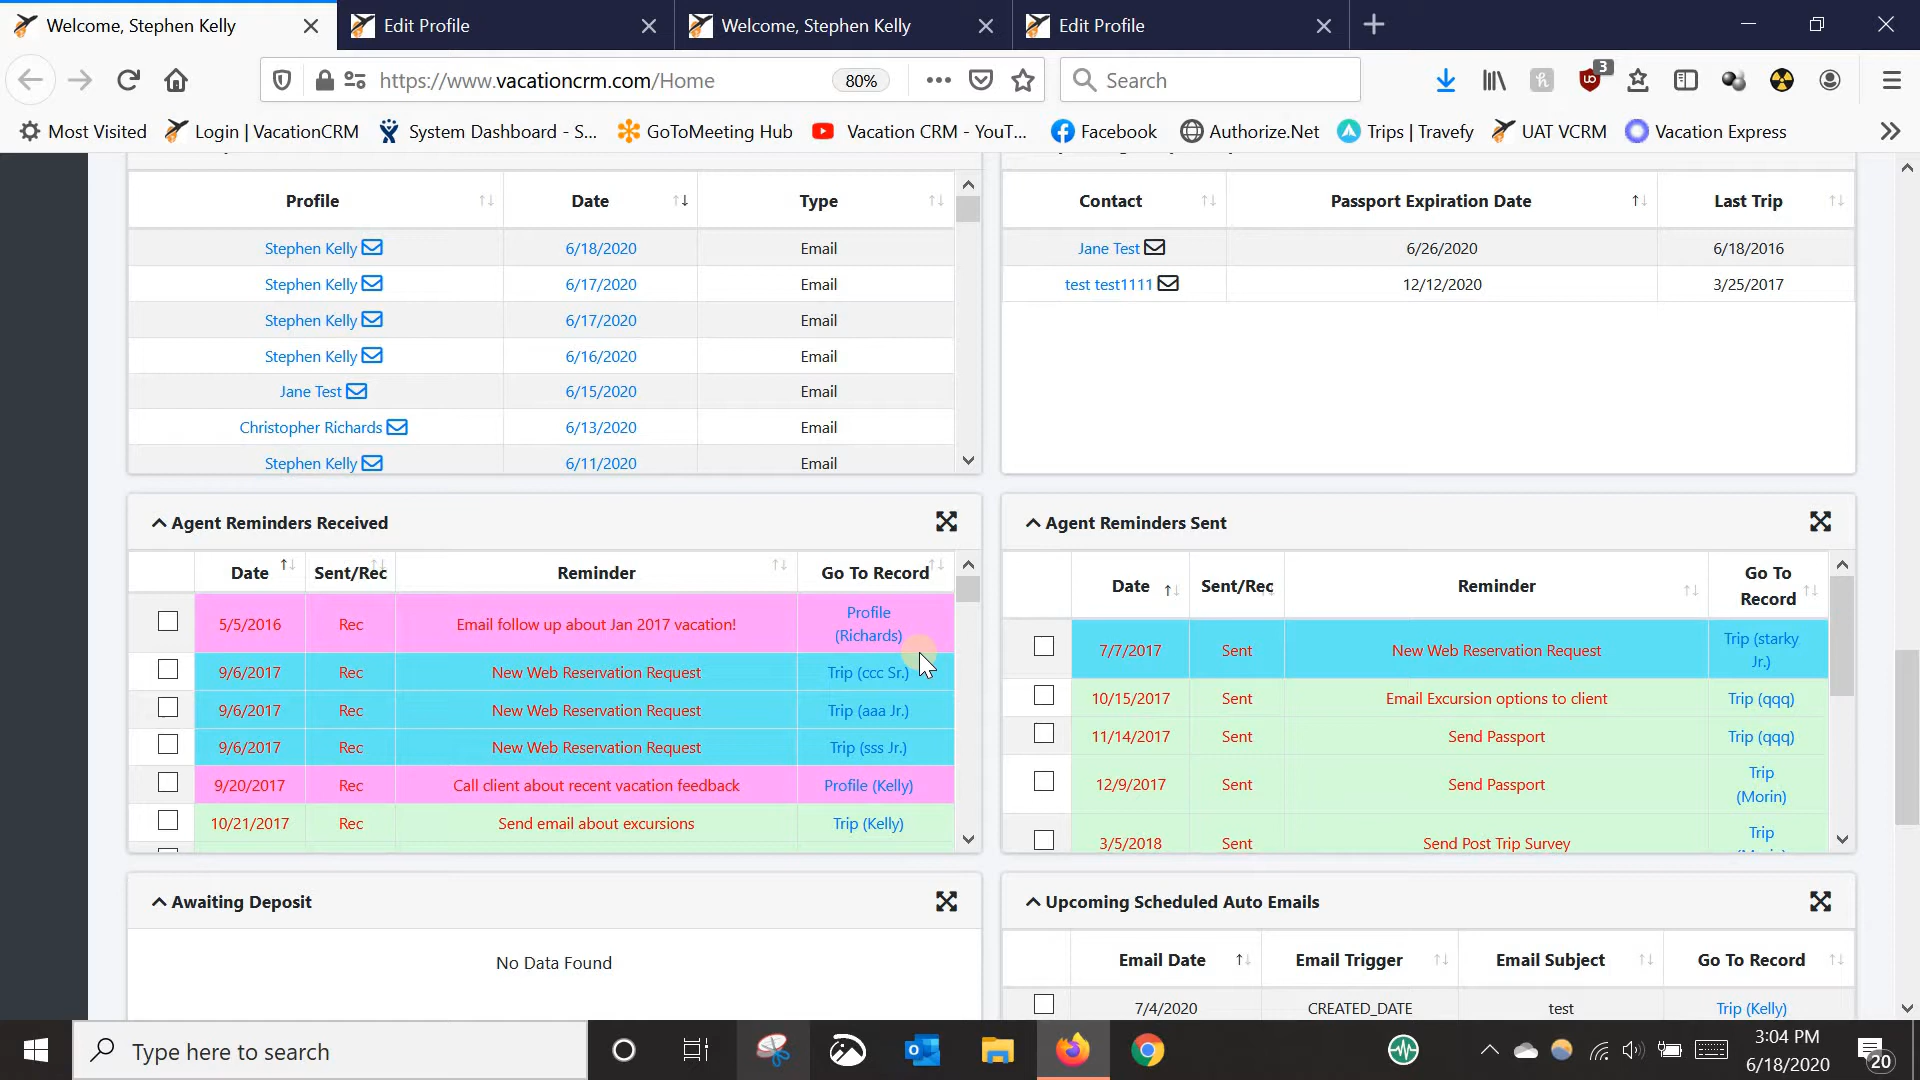 Welcome, Stephen Kelly
Edit Profile
Welcome, Stephen Kelly
Edit Profile
https://www.vacationcrm.com/Home
80%
Search
3
Most Visited
Login | VacationCRM
System Dashboard - S...
GoToMeeting Hub
Vacation CRM - YouT...
Facebook
Authorize.Net
Trips | Travefy
UAT VCRM
Vacation Express
Profile Date Type
Stephen Kelly 6/18/2020 Email
Stephen Kelly 6/17/2020 Email
Stephen Kelly 6/17/2020 Email
Stephen Kelly 6/16/2020 Email
Jane Test 6/15/2020 Email
Christopher Richards 6/13/2020 Email
Stephen Kelly 6/11/2020 Email
Contact Passport Expiration Date Last Trip
Jane Test 6/26/2020 6/18/2016
test test1111 12/12/2020 3/25/2017
Agent Reminders Received
Date Sent/Rec Reminder Go To Record
5/5/2016 Rec Email follow up about Jan 2017 vacation! Profile
(Richards)
9/6/2017 Rec New Web Reservation Request Trip (ccc Sr.)
9/6/2017 Rec New Web Reservation Request Trip (aaa Jr.)
9/6/2017 Rec New Web Reservation Request Trip (sss Jr.)
9/20/2017 Rec Call client about recent vacation feedback Profile (Kelly)
10/21/2017 Rec Send email about excursions Trip (Kelly)
Agent Reminders Sent
Date Sent/Rec Reminder Go To
Record
7/7/2017 Sent New Web Reservation Request Trip (starky
Jr.)
10/15/2017 Sent Email Excursion options to client Trip (qqq)
11/14/2017 Sent Send Passport Trip (qqq)
12/9/2017 Sent Send Passport Trip
(Morin)
3/5/2018 Sent Send Post Trip Survey Trip
Awaiting Deposit
No Data Found
Upcoming Scheduled Auto Emails
Email Date Email Trigger Email Subject Go To Record
7/4/2020 CREATED_DATE test Trip (Kelly)
Type here to search
3:04 PM
6/18/2020
20